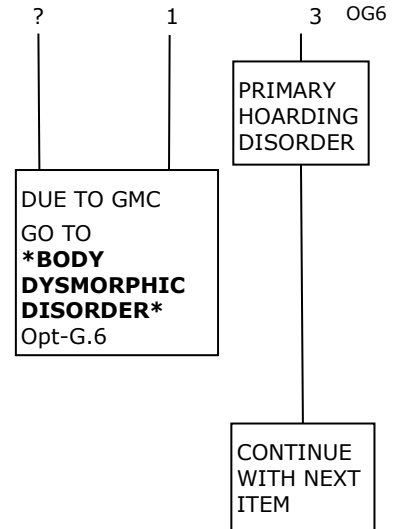 ? 1 3 OG6
PRIMARY
HOARDING
DISORDER
DUE TO GMC
GO TO
*BODY
DYSMORPHIC
DISORDER*
Opt-G.6
CONTINUE
WITH NEXT
ITEM